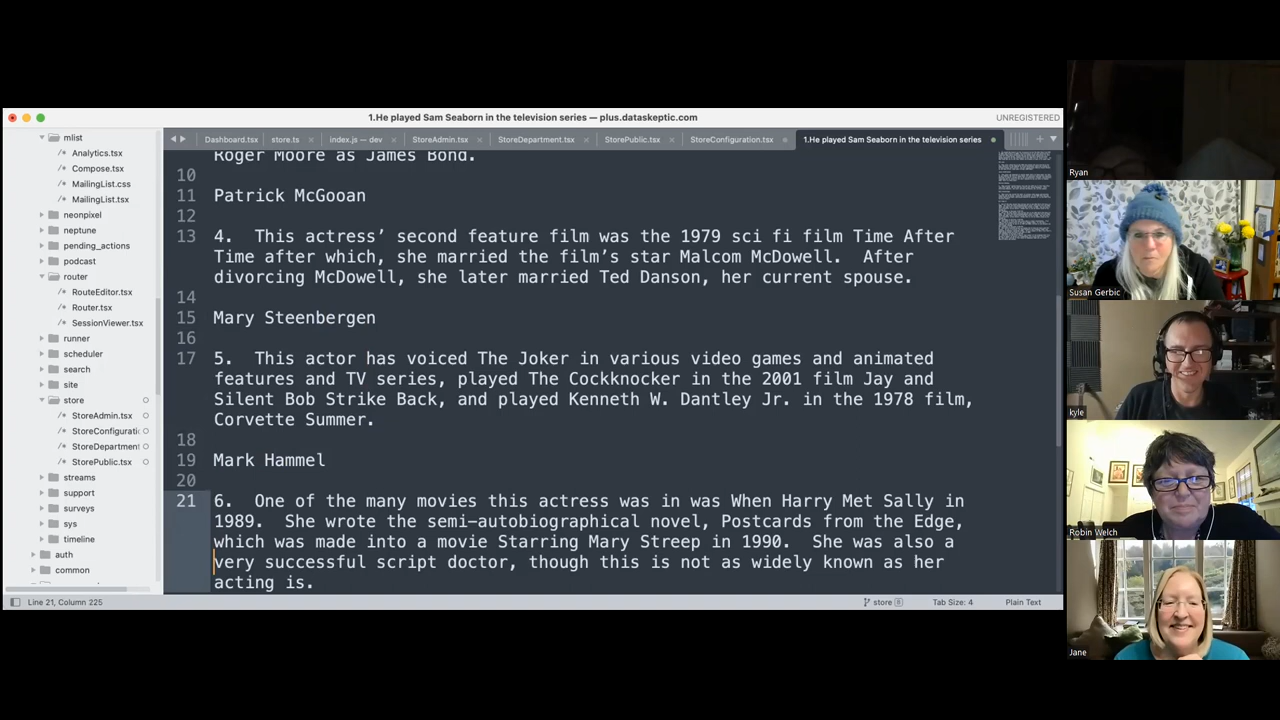 1.He played Sam Seaborn in the television series — plus.dataskeptic.com
UNREGISTERED
Dashboard.tsx
store.ts
index.js — dev
StoreAdmin.tsx
StoreDepartment.tsx
StorePublic.tsx
StoreConfiguration.tsx
1.He played Sam Seaborn in the television series
mlist
Analytics.tsx
Compose.tsx
MailingList.css
MailingList.tsx
neonpixel
neptune
pending_actions
podcast
router
RouteEditor.tsx
Router.tsx
SessionViewer.tsx
runner
scheduler
search
site
store
StoreAdmin.tsx
StoreConfigurati
StoreDepartment
StorePublic.tsx
streams
support
surveys
sys
timeline
auth
common
Roger Moore as James Bond.
10
11 Patrick McGooan
12
13 4.  This actress’ second feature film was the 1979 sci fi film Time After
Time after which, she married the film’s star Malcom McDowell.  After
divorcing McDowell, she later married Ted Danson, her current spouse.
14
15 Mary Steenbergen
16
17 5.  This actor has voiced The Joker in various video games and animated
features and TV series, played The Cockknocker in the 2001 film Jay and
Silent Bob Strike Back, and played Kenneth W. Dantley Jr. in the 1978 film,
Corvette Summer.
18
19 Mark Hammel
20
21 6.  One of the many movies this actress was in was When Harry Met Sally in
1989.  She wrote the semi-autobiographical novel, Postcards from the Edge,
which was made into a movie Starring Mary Streep in 1990.  She was also a
very successful script doctor, though this is not as widely known as her
acting is.
Line 21, Column 225
store 8
Tab Size: 4
Plain Text
Ryan
Susan Gerbic
kyle
Robin Welch
Jane